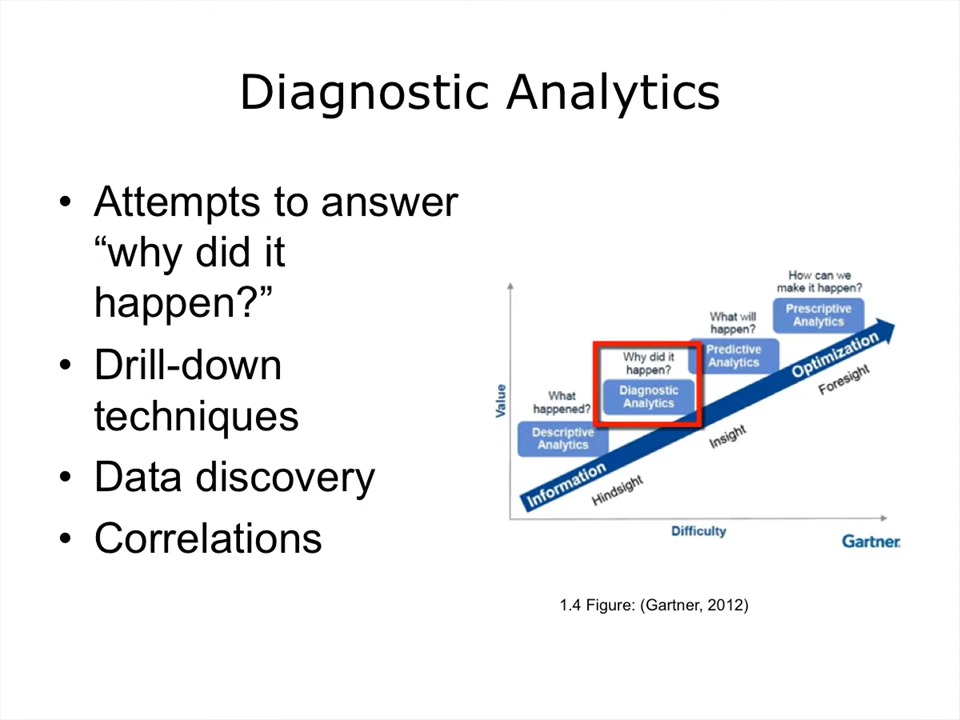 Diagnostic Analytics
• Attempts to answer
“why did it
happen?”
• Drill-down
techniques
• Data discovery
• Correlations
How can we
make it happen?
Prescriptive
Analytics
What will
happen?
Predictive
Analytics
Why did it
happen?
Diagnostic
Analytics
What
happened?
Descriptive
Analytics
Value
Information
Optimization
Hindsight
Insight
Foresight
Difficulty
Gartner
1.4 Figure: (Gartner, 2012)